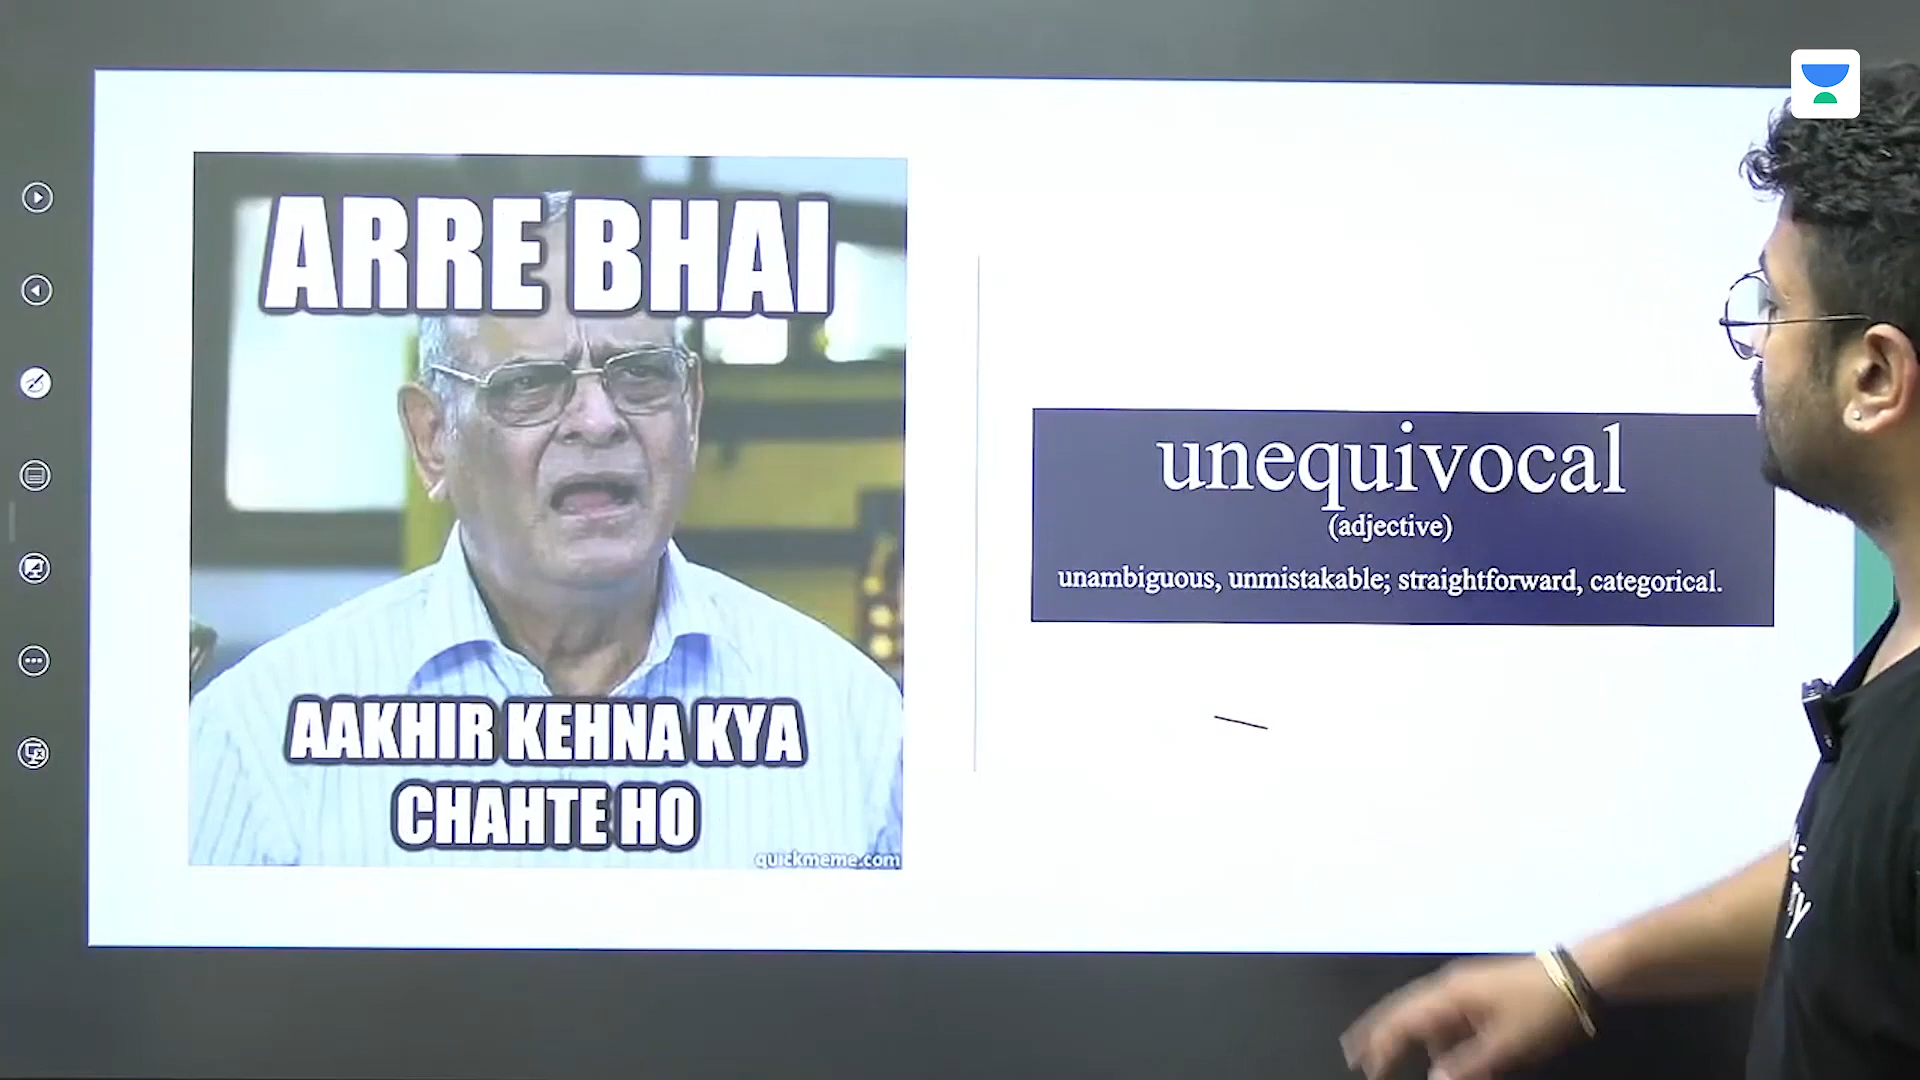 ARRE BHAI
AAKHIR KEHNA KYA
CHAHTE HO
quickmeme.com
unequivocal
(adjective)
unambiguous, unmistakable; straightforward, categorical.